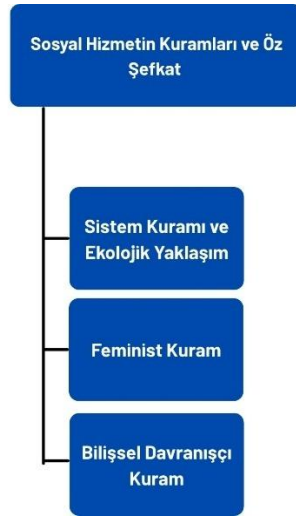 Sosyal Hizmetin Kuramları ve Öz
Şefkat
Sistem Kuramı ve
Ekolojik Yaklaşım
Feminist Kuram
Bilişsel Davranışçı
Kuram